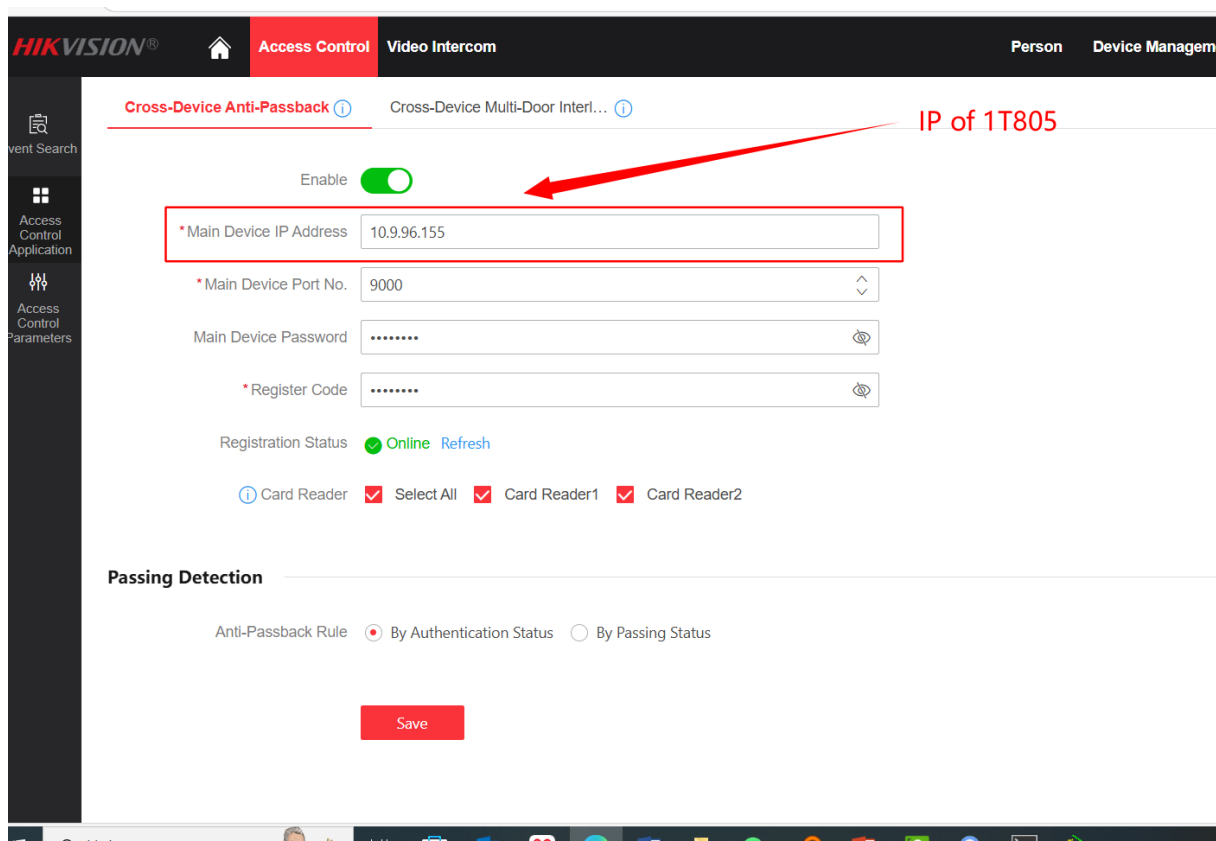 HIKVISION®
Access Control
Video Intercom
Person
Device Managem
Cross-Device Anti-Passback
Cross-Device Multi-Door Interl...
IP of 1T805
vent Search
Access
Control
Application
Access
Control
Parameters
Enable
*Main Device IP Address 10.9.96.155
*Main Device Port No. 9000
Main Device Password ••••••••
*Register Code ••••••••
Registration Status Online Refresh
Card Reader Select All Card Reader1 Card Reader2
Passing Detection
Anti-Passback Rule By Authentication Status By Passing Status
Save